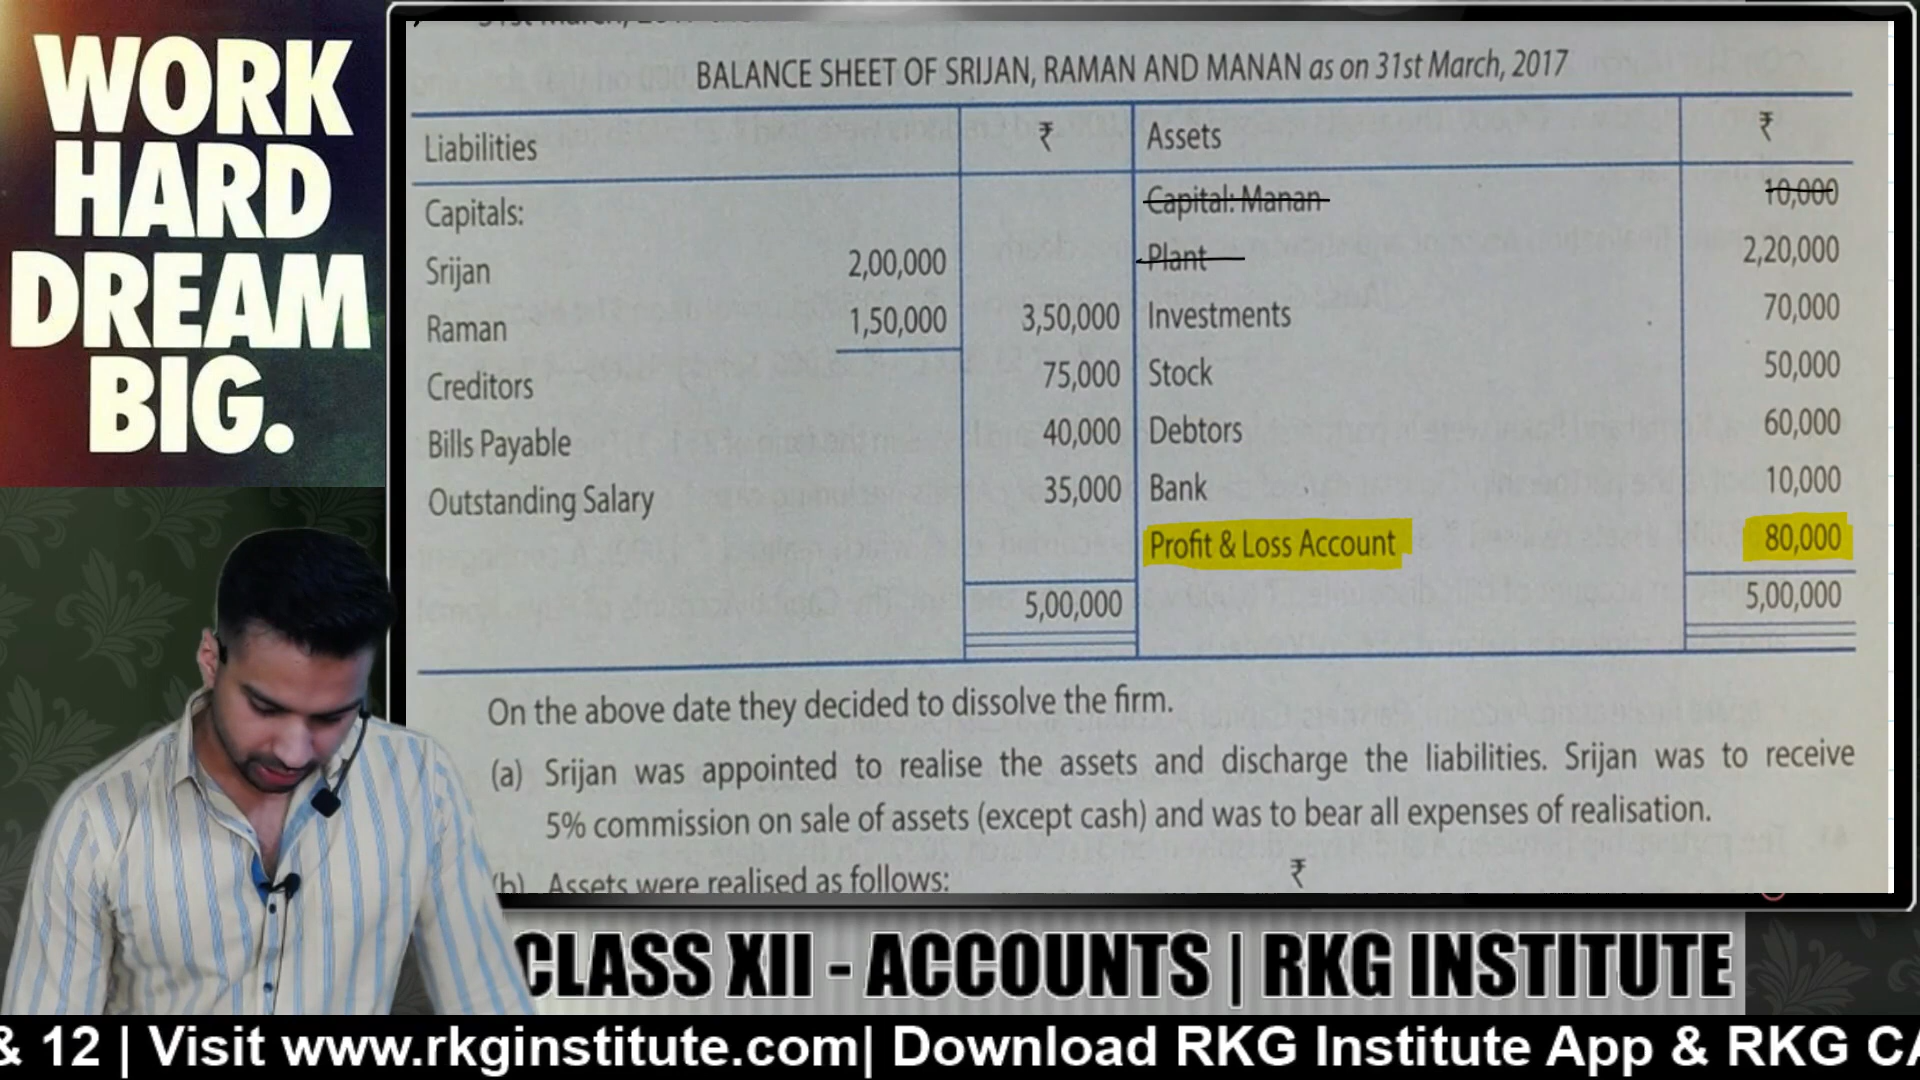 WORK
HARD
DREAM
BIG.
BALANCE SHEET OF SRIJAN, RAMAN AND MANAN as on 31st March, 2017
Liabilities ₹ Assets ₹
Capitals: Capital: Manan 10,000
Srijan 2,00,000 Plant 2,20,000
Raman 1,50,000 3,50,000 Investments 70,000
Creditors 75,000 Stock 50,000
Bills Payable 40,000 Debtors 60,000
Outstanding Salary 35,000 Bank 10,000
Profit & Loss Account 80,000
5,00,000 5,00,000
On the above date they decided to dissolve the firm.
(a) Srijan was appointed to realise the assets and discharge the liabilities. Srijan was to receive
5% commission on sale of assets (except cash) and was to bear all expenses of realisation.
(b) Assets were realised as follows: ₹
CLASS XII - ACCOUNTS | RKG INSTITUTE
& 12 | Visit www.rkginstitute.com| Download RKG Institute App & RKG CA